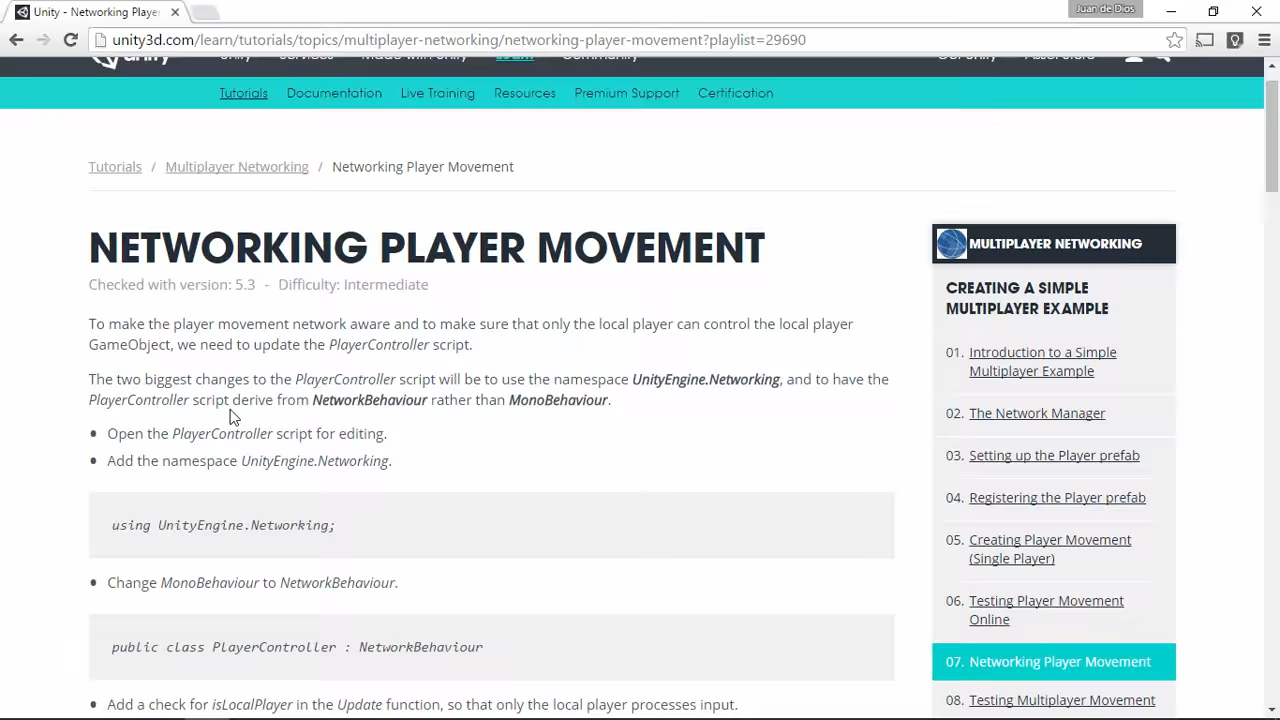 Unity - Networking Playe
Juan de Dios
unity3d.com/learn/tutorials/topics/multiplayer-networking/networking-player-movement?playlist=29690
Tutorials Documentation Live Training Resources Premium Support Certification
Tutorials / Multiplayer Networking / Networking Player Movement
NETWORKING PLAYER MOVEMENT
Checked with version: 5.3 - Difficulty: Intermediate
To make the player movement network aware and to make sure that only the local player can control the local player
GameObject, we need to update the PlayerController script.
The two biggest changes to the PlayerController script will be to use the namespace UnityEngine.Networking, and to have the
PlayerController script derive from NetworkBehaviour rather than MonoBehaviour.
• Open the PlayerController script for editing.
• Add the namespace UnityEngine.Networking.
using UnityEngine.Networking;
• Change MonoBehaviour to NetworkBehaviour.
public class PlayerController : NetworkBehaviour
• Add a check for isLocalPlayer in the Update function, so that only the local player processes input.
MULTIPLAYER NETWORKING
CREATING A SIMPLE
MULTIPLAYER EXAMPLE
01. Introduction to a Simple
Multiplayer Example
02. The Network Manager
03. Setting up the Player prefab
04. Registering the Player prefab
05. Creating Player Movement
(Single Player)
06. Testing Player Movement
Online
07. Networking Player Movement
08. Testing Multiplayer Movement